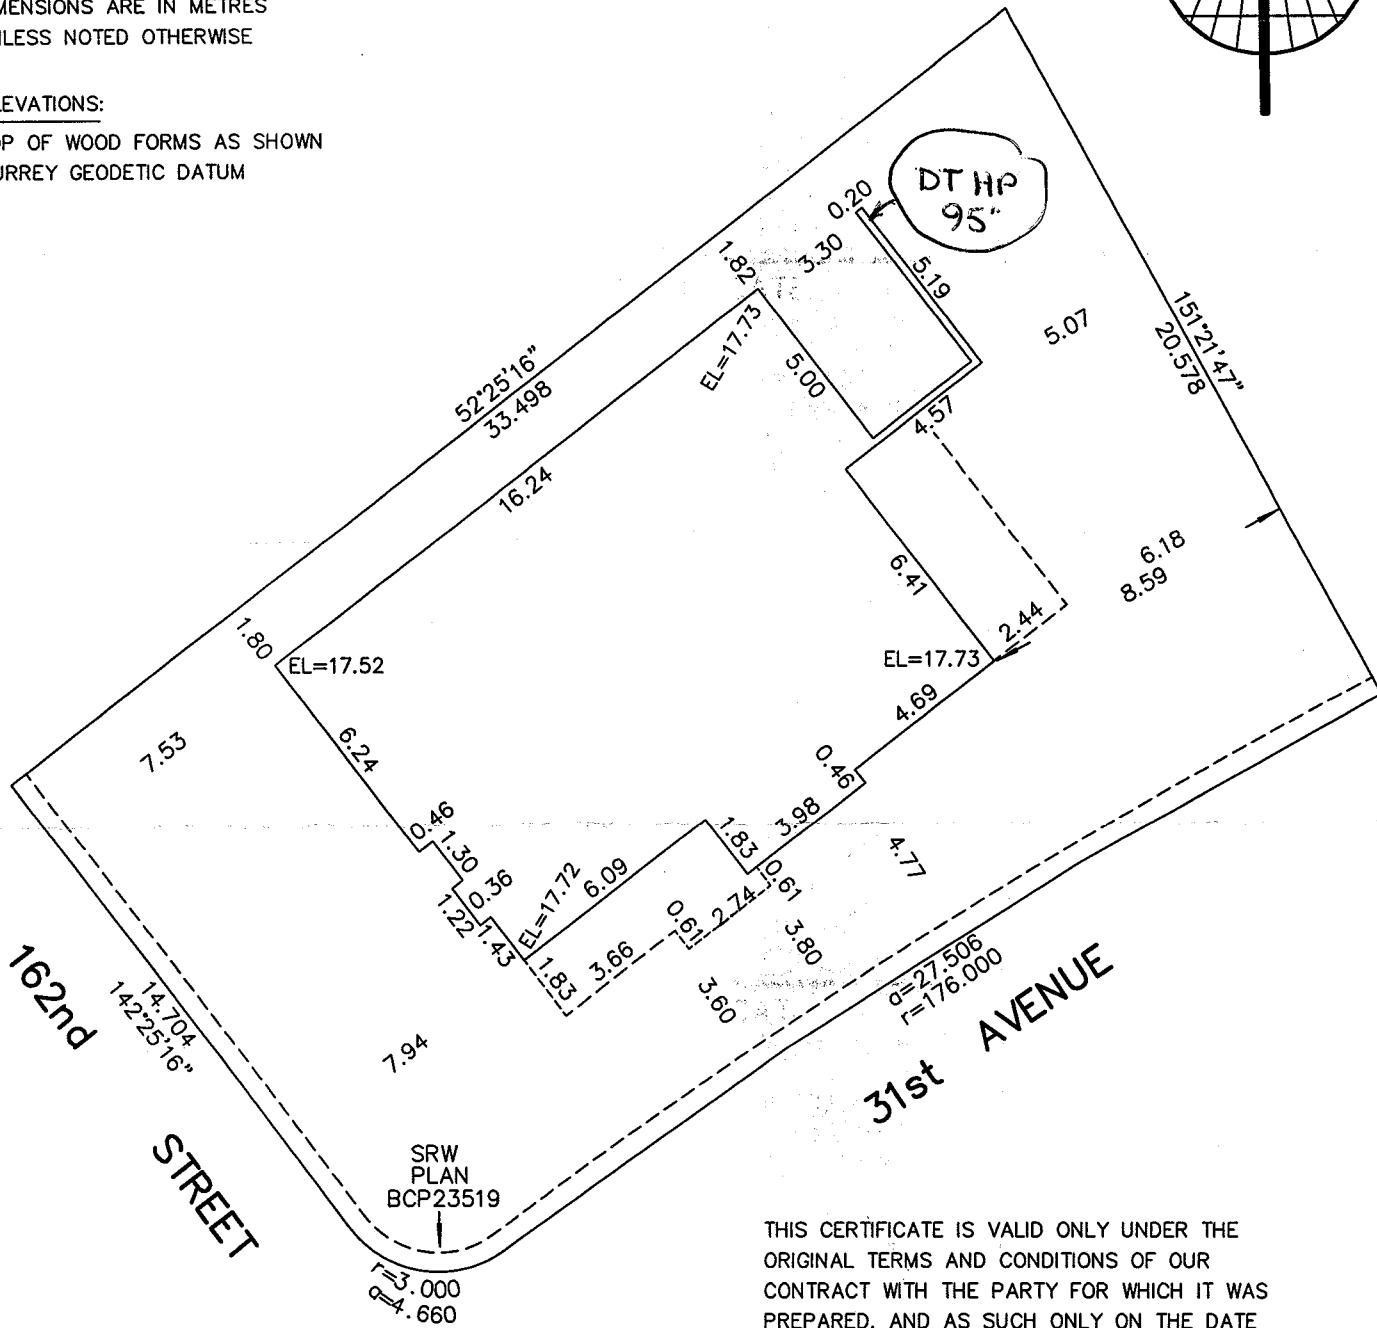 MENSIONS ARE IN METRES
NLESS NOTED OTHERWISE
LEVATIONS:
OP OF WOOD FORMS AS SHOWN
URREY GEODETIC DATUM
DT HP
95"
0.20
3.30
1.82
5.19
EL=17.73
5.00
5.07
151°21'47"
20.578
52°25'16"
33.498
4.57
16.24
6.41
6.18
8.59
1.80
EL=17.52
2.44
EL=17.73
4.69
7.53
6.24
0.46
0.46
1.30
3.98
1.83
4.77
0.36
6.09
EL=17.72
1.22
1.43
0.61
2.74
0.61
3.66
1.83
3.80
3.60
162nd
STREET
14.704
142°25'16"
7.94
a=27.506
r=176.000
31st AVENUE
SRW
PLAN
BCP23519
r=3.000
a=4.660
THIS CERTIFICATE IS VALID ONLY UNDER THE
ORIGINAL TERMS AND CONDITIONS OF OUR
CONTRACT WITH THE PARTY FOR WHICH IT WAS
PREPARED, AND AS SUCH ONLY ON THE DATE